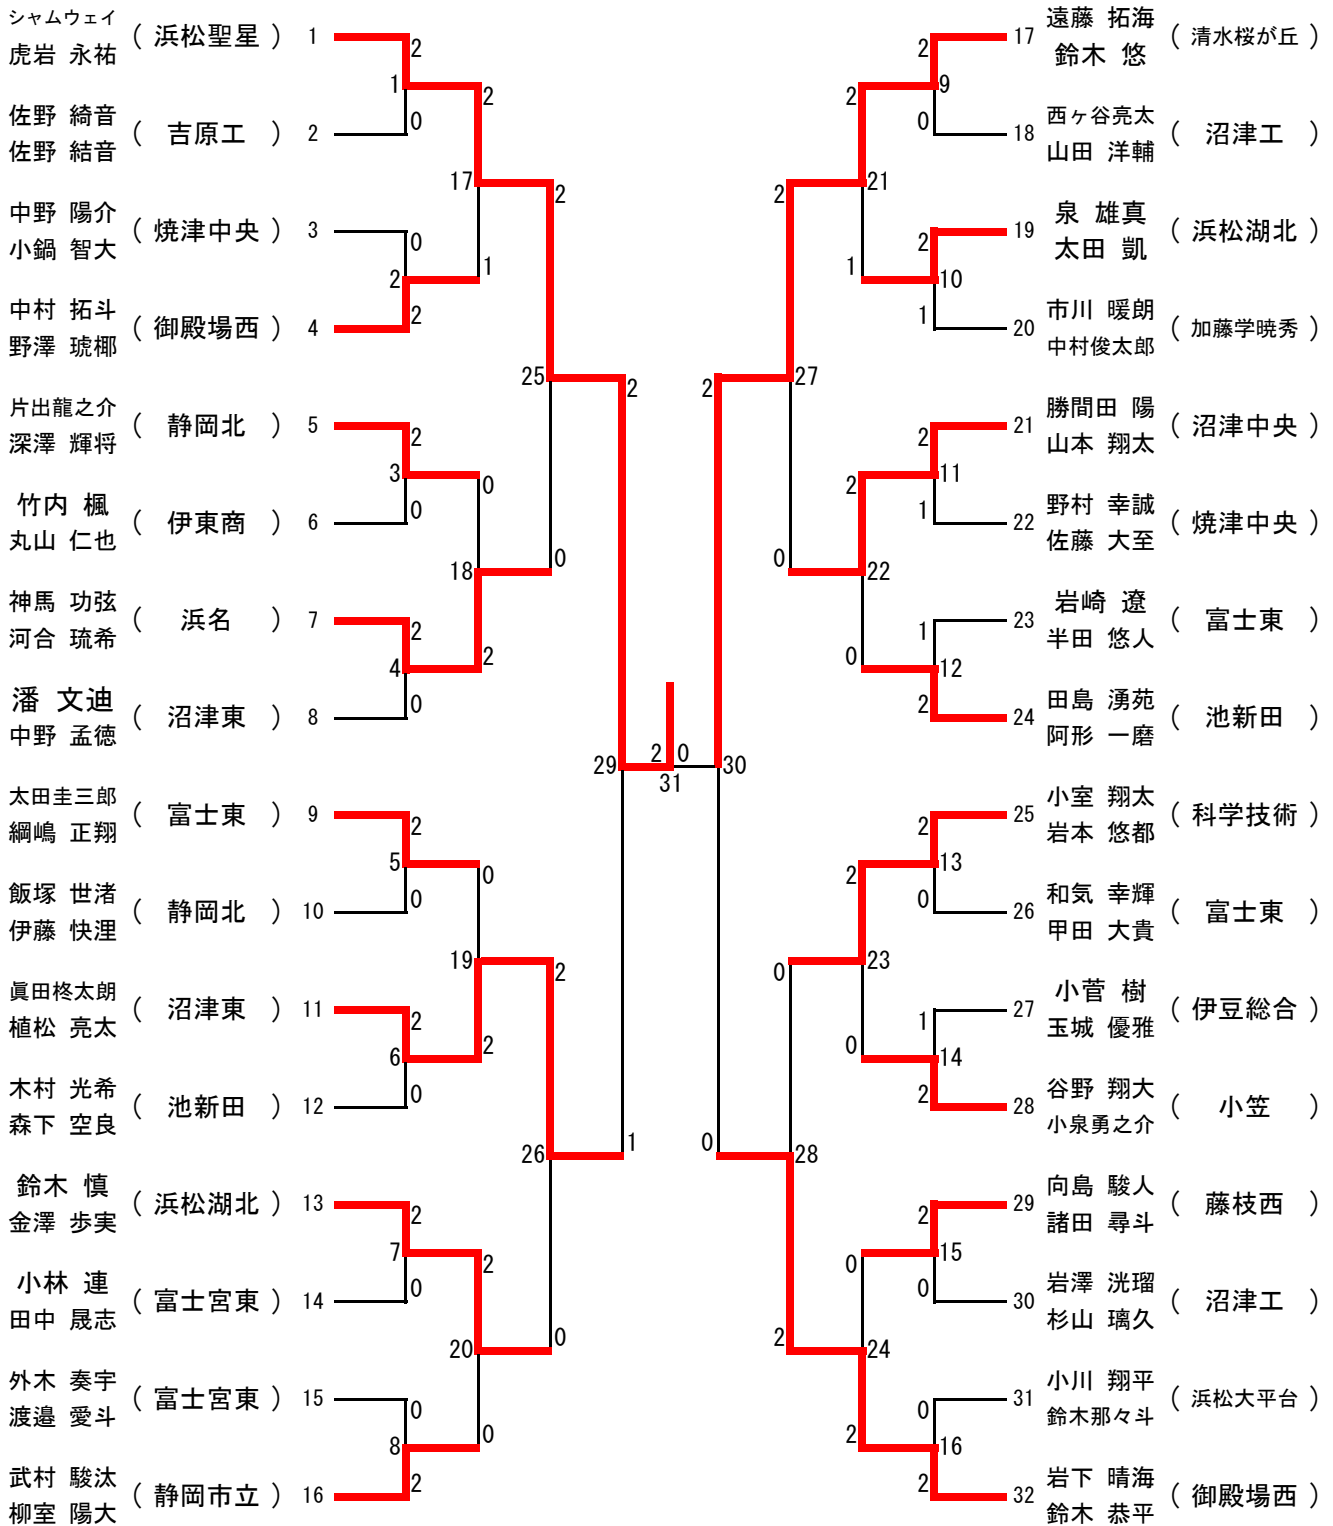 シャムウェイ
虎岩 永祐
( 浜松聖星 ) 1
佐野 綺音
佐野 結音
( 吉原工 ) 2
中野 陽介
小鍋 智大
( 焼津中央 ) 3
中村 拓斗
野澤 琥椰
( 御殿場西 ) 4
片出龍之介
深澤 輝将
( 静岡北 ) 5
竹内 楓
丸山 仁也
( 伊東商 ) 6
神馬 功弦
河合 琉希
( 浜名 ) 7
潘 文迪
中野 孟徳
( 沼津東 ) 8
太田圭三郎
綱嶋 正翔
( 富士東 ) 9
飯塚 世渚
伊藤 快浬
( 静岡北 ) 10
眞田柊太朗
植松 亮太
( 沼津東 ) 11
木村 光希
森下 空良
( 池新田 ) 12
鈴木 慎
金澤 歩実
( 浜松湖北 ) 13
小林 連
田中 晟志
( 富士宮東 ) 14
外木 奏宇
渡邉 愛斗
( 富士宮東 ) 15
武村 駿汰
柳室 陽大
( 静岡市立 ) 16
2
1
0
0
2
2
2
3
0
2
4
0
2
5
0
2
6
0
2
7
0
0
8
2
2
17
1
0
18
2
0
19
2
2
20
0
2
25
0
2
26
0
2
29
1
2 0
31
2
30
0
2
27
0
0
28
2
2
21
1
2
22
0
2
23
0
0
24
2
2
9
0
2
10
1
2
11
1
1
12
2
2
13
0
1
14
2
2
15
0
0
16
2
17 遠藤 拓海
鈴木 悠
( 清水桜が丘 )
18 西ヶ谷亮太
山田 洋輔
( 沼津工 )
19 泉 雄真
太田 凱
( 浜松湖北 )
20 市川 暖朗
中村俊太郎
( 加藤学暁秀 )
21 勝間田 陽
山本 翔太
( 沼津中央 )
22 野村 幸誠
佐藤 大至
( 焼津中央 )
23 岩崎 遼
半田 悠人
( 富士東 )
24 田島 湧苑
阿形 一磨
( 池新田 )
25 小室 翔太
岩本 悠都
( 科学技術 )
26 和気 幸輝
甲田 大貴
( 富士東 )
27 小菅 樹
玉城 優雅
( 伊豆総合 )
28 谷野 翔大
小泉勇之介
( 小笠 )
29 向島 駿人
諸田 尋斗
( 藤枝西 )
30 岩澤 洸瑠
杉山 璃久
( 沼津工 )
31 小川 翔平
鈴木那々斗
( 浜松大平台 )
32 岩下 晴海
鈴木 恭平
( 御殿場西 )